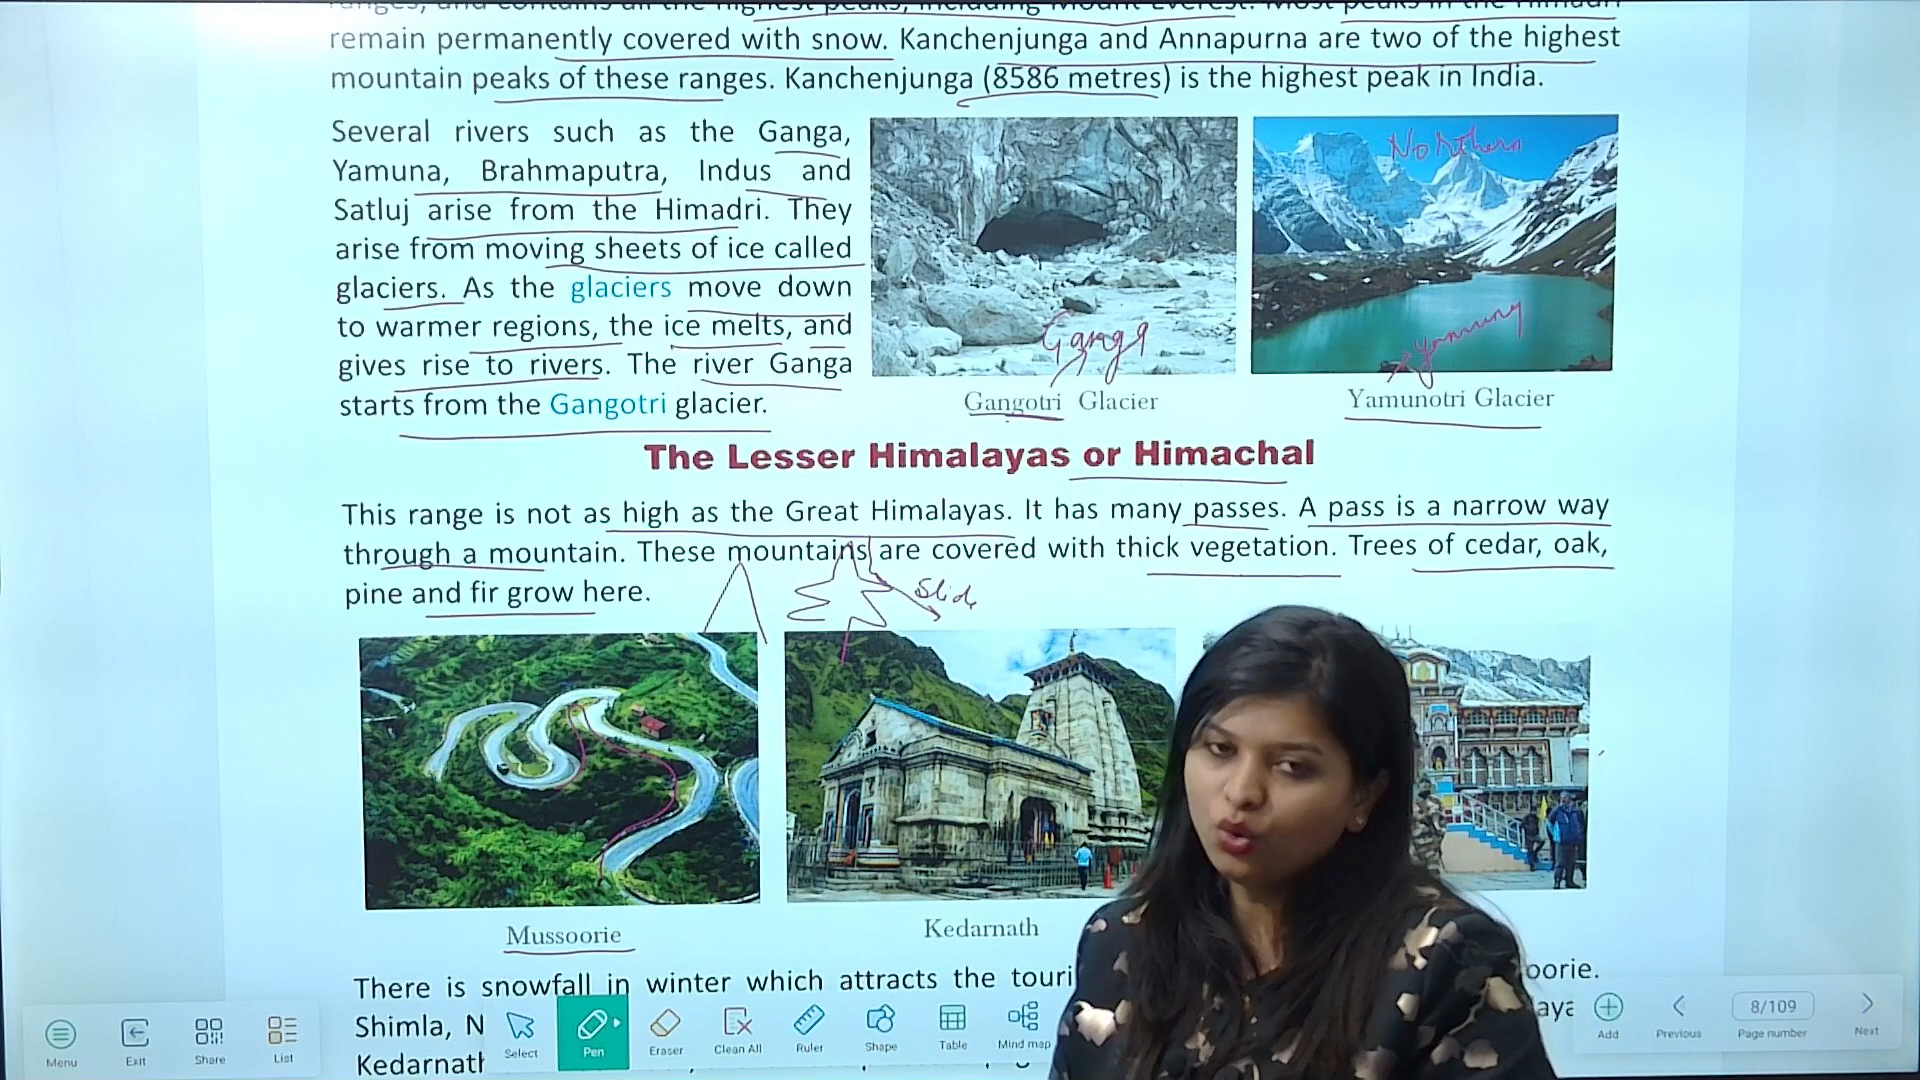 remain permanently covered with snow. Kanchenjunga and Annapurna are two of the highest
mountain peaks of these ranges. Kanchenjunga (8586 metres) is the highest peak in India.
Several rivers such as the Ganga,
Yamuna, Brahmaputra, Indus and
Satluj arise from the Himadri. They
arise from moving sheets of ice called
glaciers. As the glaciers move down
to warmer regions, the ice melts, and
gives rise to rivers. The river Ganga
starts from the Gangotri glacier.
Northern
Ganga
Gangotri Glacier
Yamunotri Glacier
The Lesser Himalayas or Himachal
This range is not as high as the Great Himalayas. It has many passes. A pass is a narrow way
through a mountain. These mountains are covered with thick vegetation. Trees of cedar, oak,
pine and fir grow here.
Mussoorie
Kedarnath
There is snowfall in winter which attracts the touri oorie.
Shimla, N
Kedarnath
Menu
Exit
Share
List
Select
Pen
Eraser
Clean All
Ruler
Shape
Table
Mind map
Add
Previous
8/109
Page number
Next